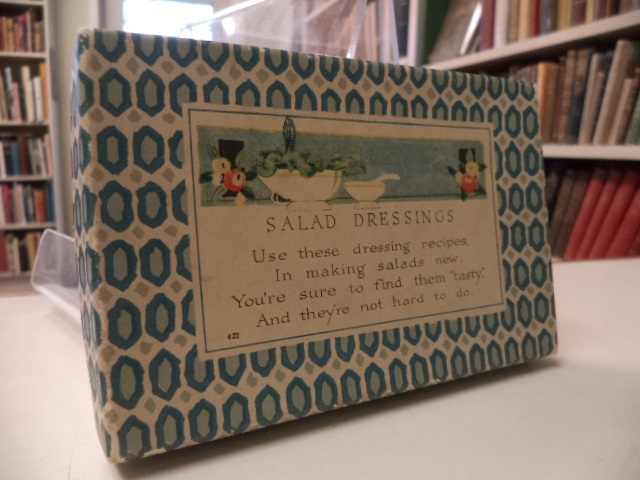 SALAD DRESSINGS
Use these dressing recipes,
In making salads new:
You're sure to find them "tasty,"
And they're not hard to do.
422